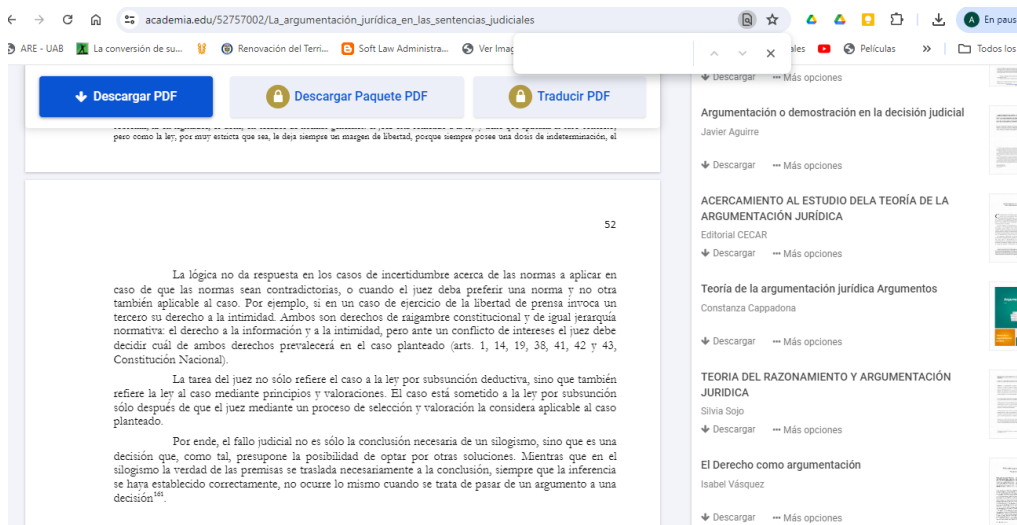 academia.edu/52757002/La_argumentación_jurídica_en_las_sentencias_judiciales
A
En paus
ARE - UAB
La conversión de su...
Renovación del Terri...
Soft Law Administra...
Ver Imag
ales
Películas
»
Todos los
Descargar PDF
Descargar Paquete PDF
Traducir PDF
pero como la ley, por muy estricta que sea, le deja siempre un margen de libertad, porque siempre posee una dosis de indeterminación, el
52
La lógica no da respuesta en los casos de incertidumbre acerca de las normas a aplicar en
caso de que las normas sean contradictorias, o cuando el juez deba preferir una norma y no otra
también aplicable al caso. Por ejemplo, si en un caso de ejercicio de la libertad de prensa invoca un
tercero su derecho a la intimidad. Ambos son derechos de raigambre constitucional y de igual jerarquía
normativa: el derecho a la información y a la intimidad, pero ante un conflicto de intereses el juez debe
decidir cuál de ambos derechos prevalecerá en el caso planteado (arts. 1, 14, 19, 38, 41, 42 y 43,
Constitución Nacional).
La tarea del juez no sólo refiere el caso a la ley por subsunción deductiva, sino que también
refiere la ley al caso mediante principios y valoraciones. El caso está sometido a la ley por subsunción
sólo después de que el juez mediante un proceso de selección y valoración la considera aplicable al caso
planteado.
Por ende, el fallo judicial no es sólo la conclusión necesaria de un silogismo, sino que es una
decisión que, como tal, presupone la posibilidad de optar por otras soluciones. Mientras que en el
silogismo la verdad de las premisas se traslada necesariamente a la conclusión, siempre que la inferencia
se haya establecido correctamente, no ocurre lo mismo cuando se trata de pasar de un argumento a una
decisión161.
Descargar ••• Más opciones
Argumentación o demostración en la decisión judicial
Javier Aguirre
Descargar ••• Más opciones
ACERCAMIENTO AL ESTUDIO DELA TEORÍA DE LA
ARGUMENTACIÓN JURÍDICA
Editorial CECAR
Descargar ••• Más opciones
Teoría de la argumentación jurídica Argumentos
Constanza Cappadona
Descargar ••• Más opciones
TEORIA DEL RAZONAMIENTO Y ARGUMENTACIÓN
JURIDICA
Silvia Sojo
Descargar ••• Más opciones
El Derecho como argumentación
Isabel Vásquez
Descargar ••• Más opciones